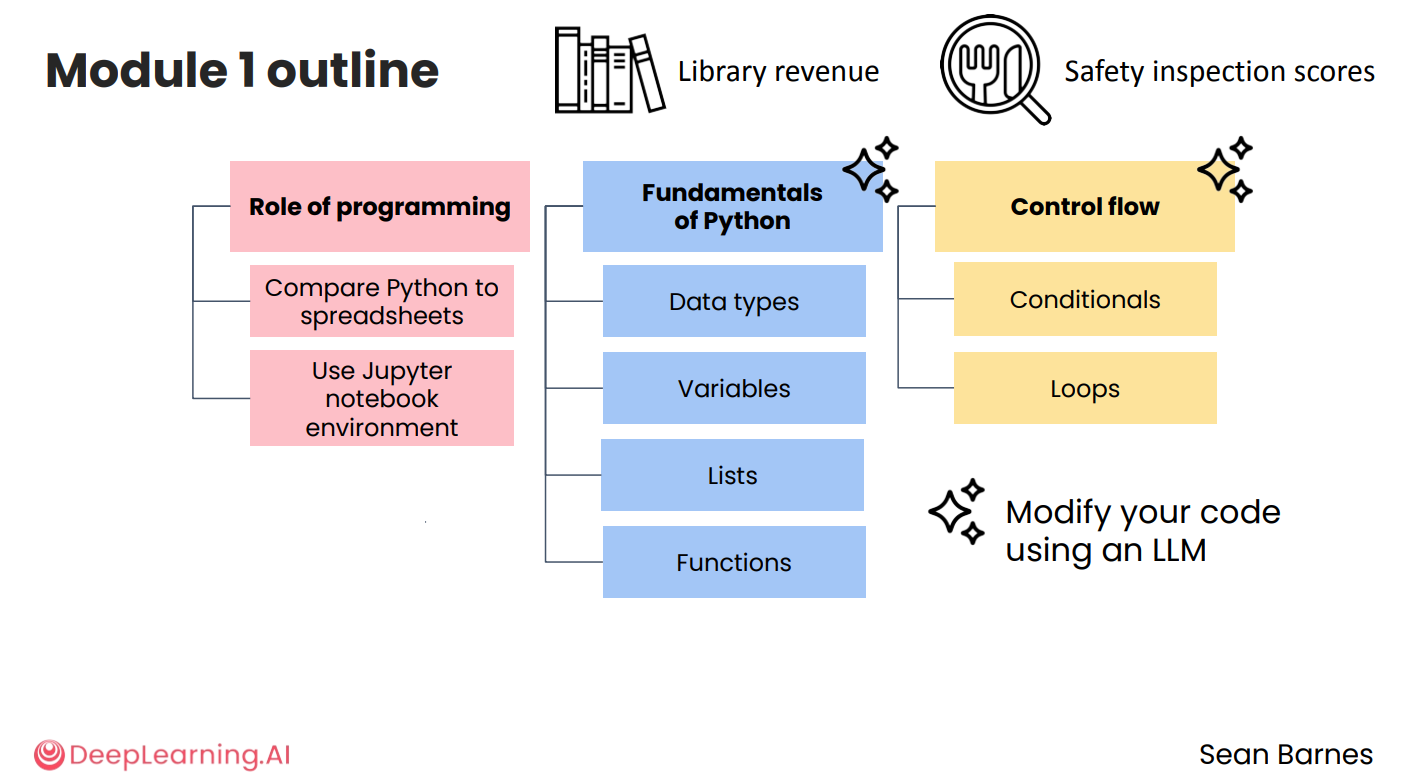 Module 1 outline
Library revenue
Safety inspection scores
Role of programming
Compare Python to
spreadsheets
Use Jupyter
notebook
environment
Fundamentals
of Python
Data types
Variables
Lists
Functions
Control flow
Conditionals
Loops
Modify your code
using an LLM
DeepLearning.AI
Sean Barnes